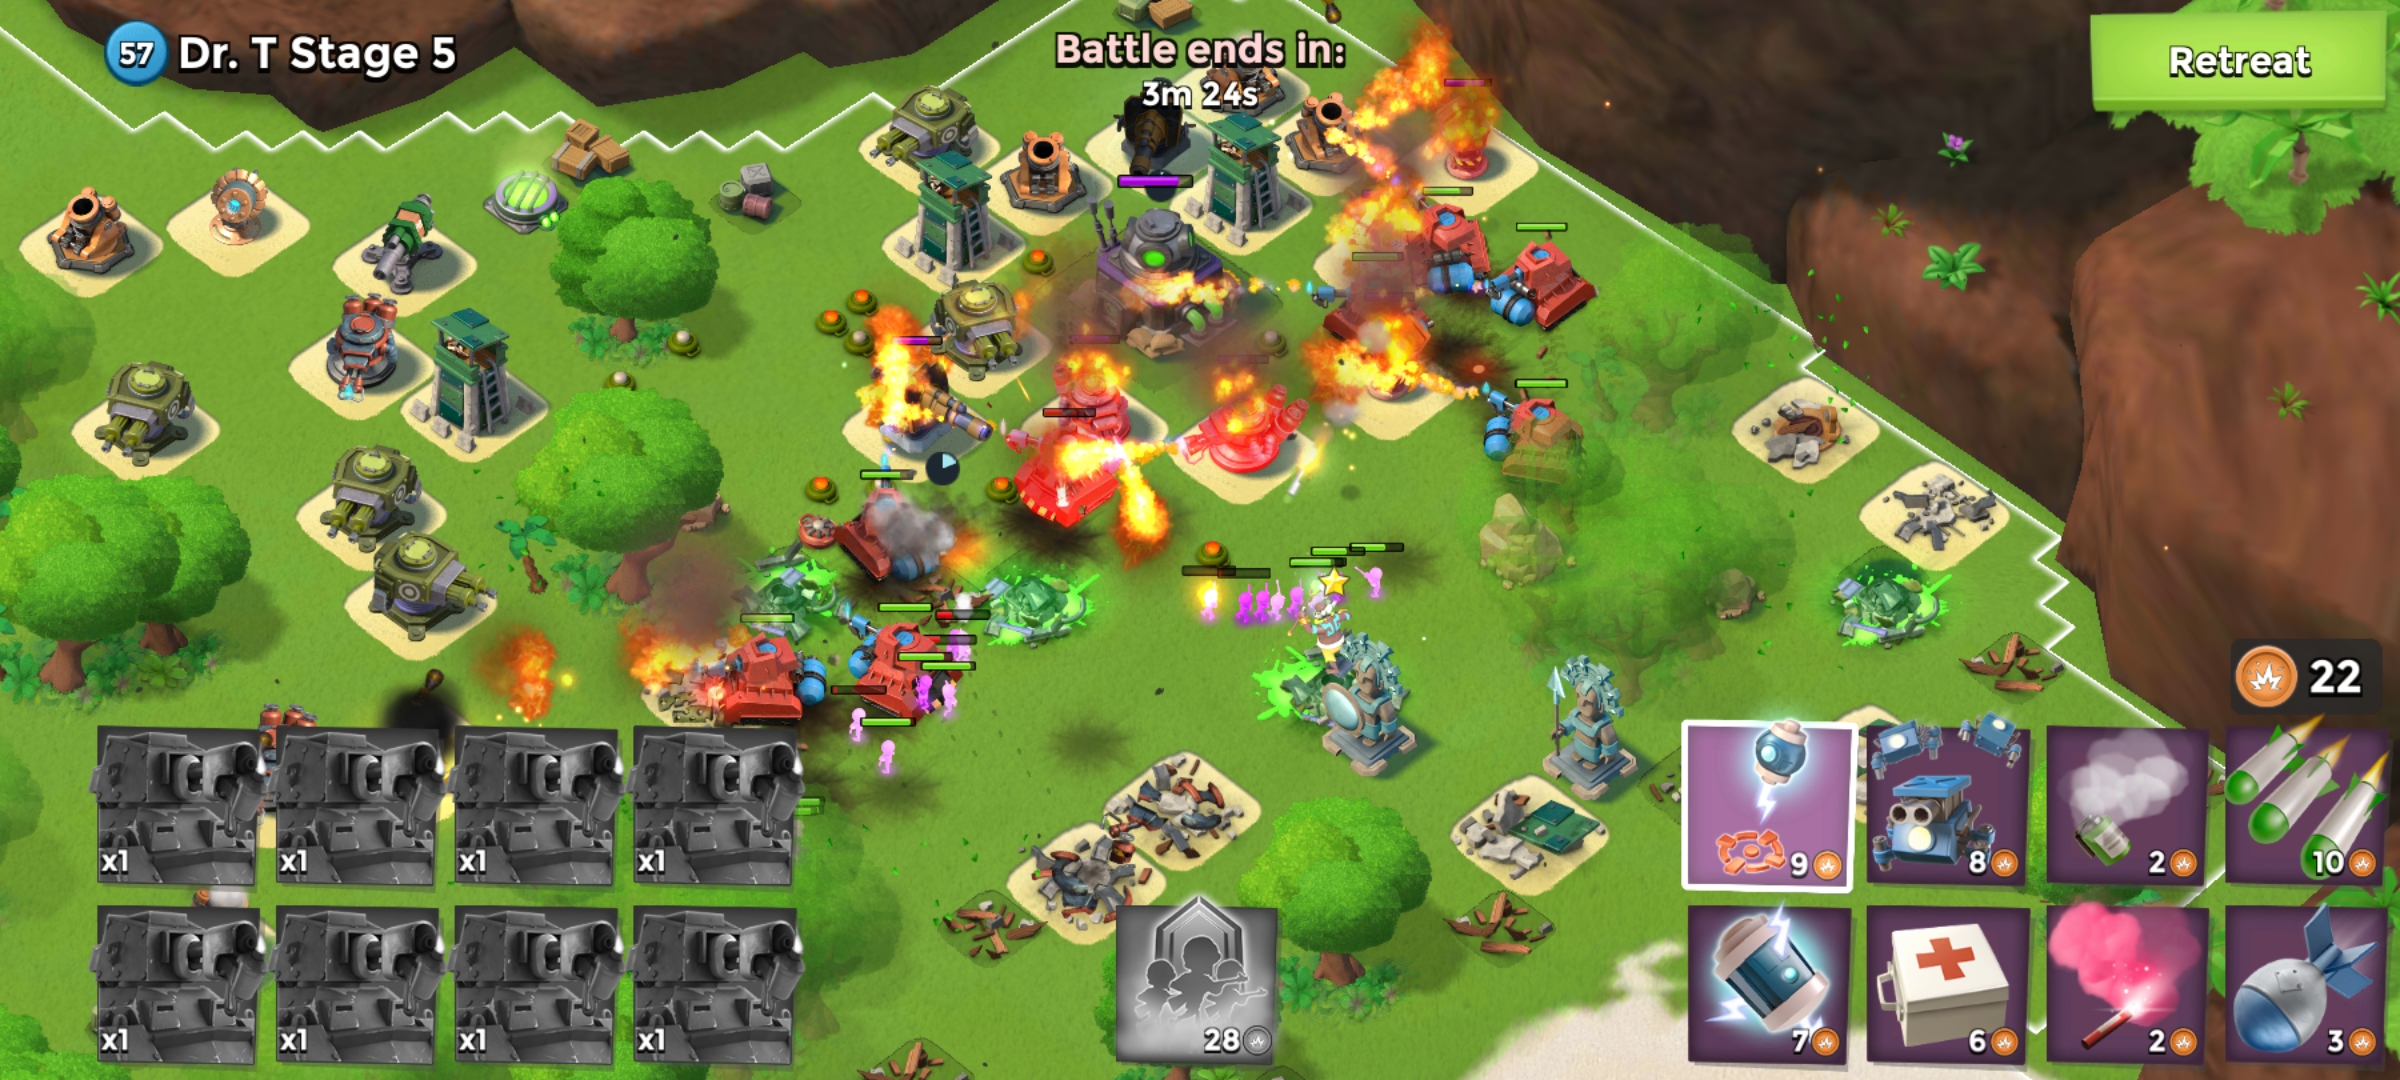 57 Dr. T Stage 5
Battle ends in:
3m 24s
Retreat
22
x1 x1 x1 x1
9 8 2 10
x1 x1 x1 x1
28
7 6 2 3